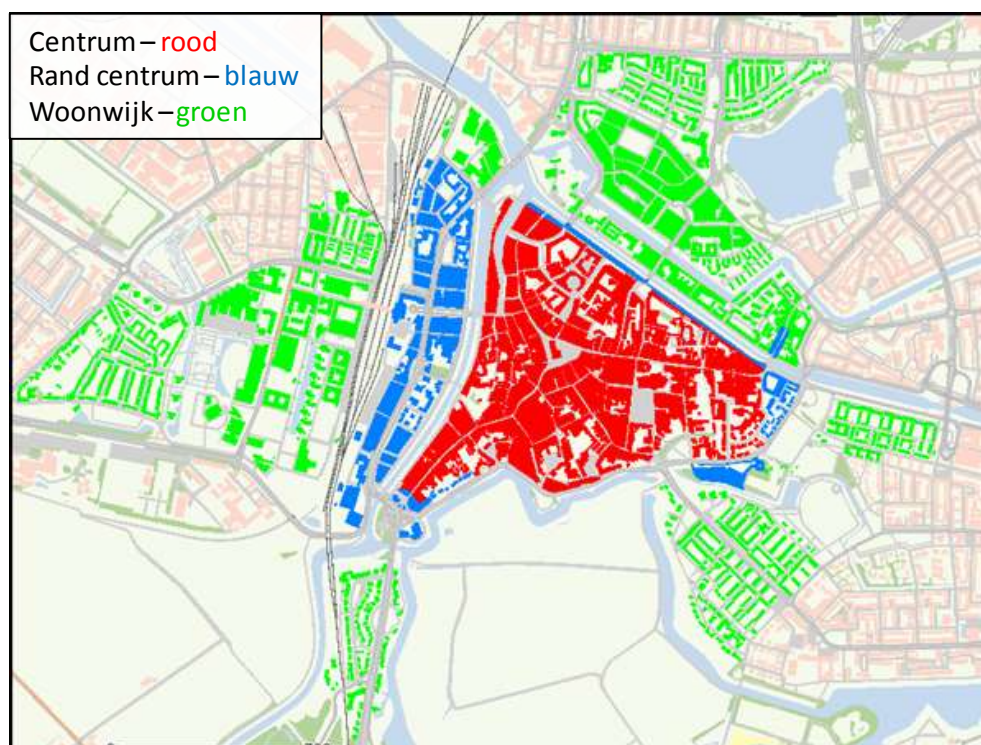 Centrum – rood
Rand centrum – blauw
Woonwijk – groen